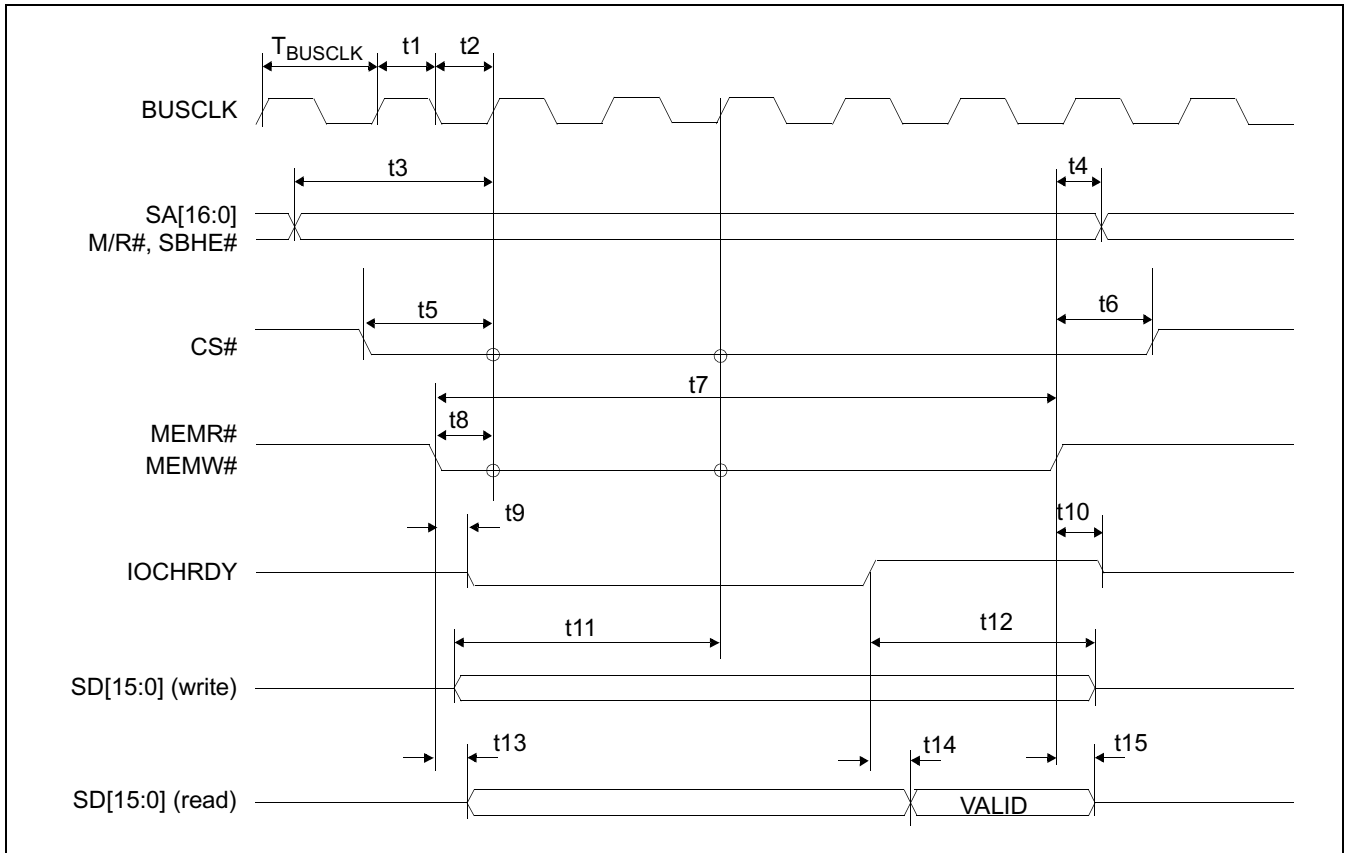 TBUSCLK t1 t2
BUSCLK
t3 t4
SA[16:0]
M/R#, SBHE#
t5 t6
CS#
t7
MEMR# t8
MEMW#
t9 t10
IOCHRDY
t11 t12
SD[15:0] (write)
t13 t14 t15
SD[15:0] (read) VALID